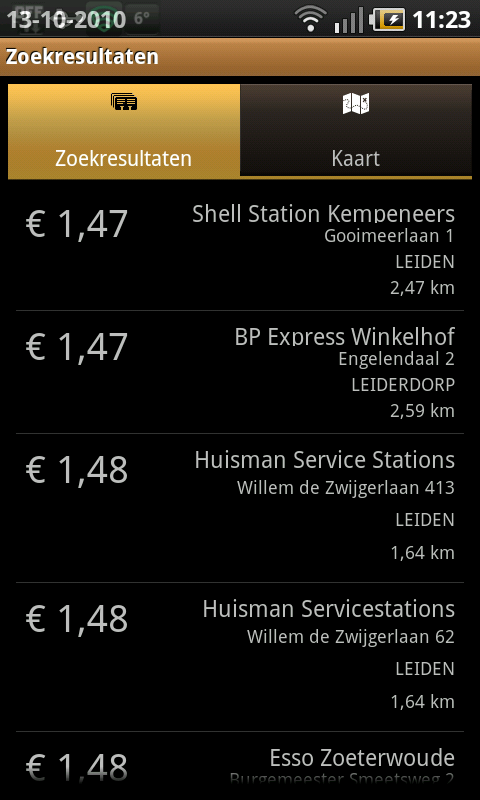 13-10-2010 6° 11:23
Zoekresultaten
Zoekresultaten Kaart
€ 1,47 Shell Station Kempeneers
Gooimeerlaan 1
LEIDEN
2,47 km
€ 1,47 BP Express Winkelhof
Engelendaal 2
LEIDERDORP
2,59 km
€ 1,48 Huisman Service Stations
Willem de Zwijgerlaan 413
LEIDEN
1,64 km
€ 1,48 Huisman Servicestations
Willem de Zwijgerlaan 62
LEIDEN
1,64 km
€ 1,48 Esso Zoeterwoude
Burgemeester Smeetsweg 2